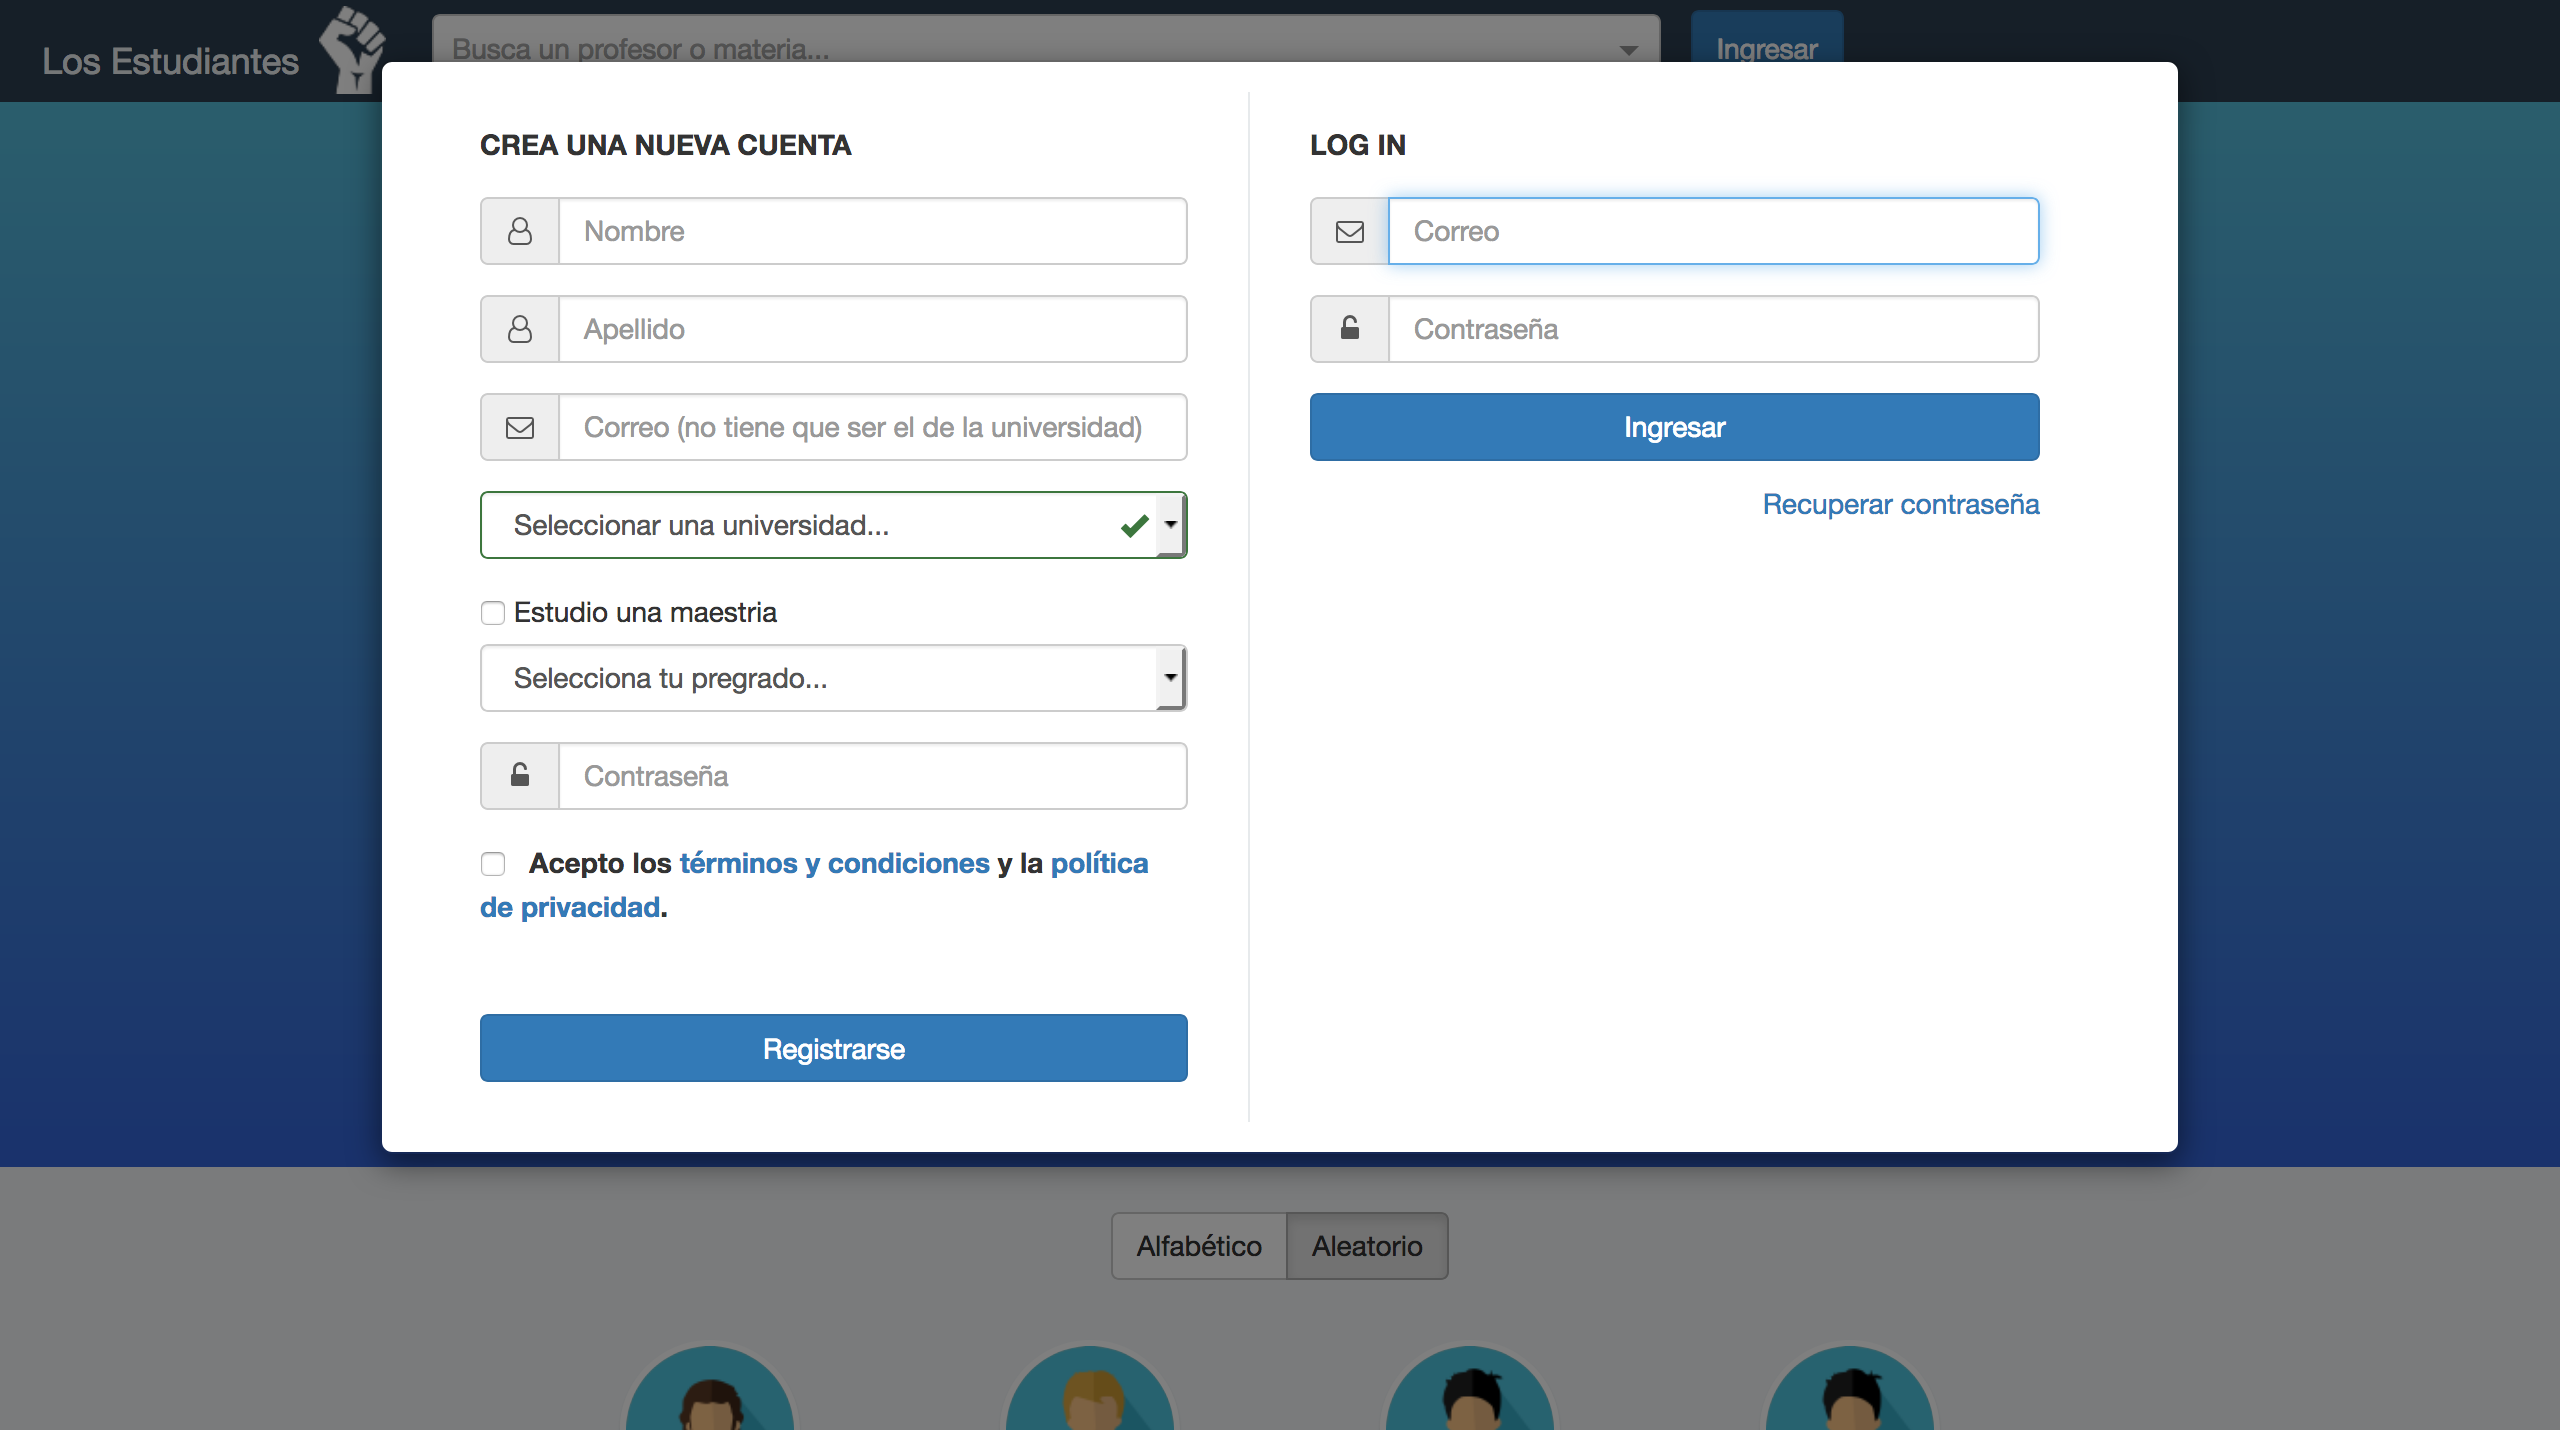 Los Estudiantes
Busca un profesor o materia...
Ingresar
CREA UNA NUEVA CUENTA
Nombre
Apellido
Correo (no tiene que ser el de la universidad)
Seleccionar una universidad...
Estudio una maestria
Selecciona tu pregrado...
Contraseña
Acepto los términos y condiciones y la política
de privacidad.
Registrarse
LOG IN
Correo
Contraseña
Ingresar
Recuperar contraseña
Alfabético
Aleatorio